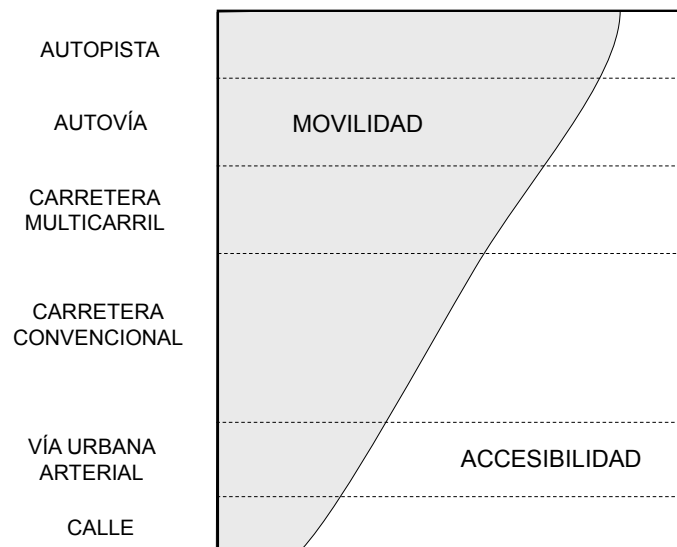 AUTOPISTA
AUTOVÍA
MOVILIDAD
CARRETERA
MULTICARRIL
CARRETERA
CONVENCIONAL
VÍA URBANA
ARTERIAL
ACCESIBILIDAD
CALLE